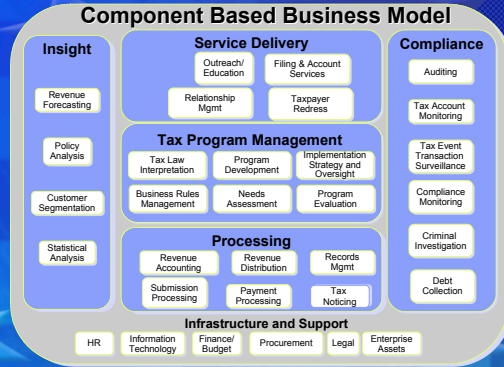 Component Based Business Model
Insight
Revenue
Forecasting
Policy
Analysis
Customer
Segmentation
Statistical
Analysis
Service Delivery
Outreach/
Education
Filing & Account
Services
Relationship
Mgmt
Taxpayer
Redress
Tax Program Management
Tax Law
Interpretation
Program
Development
Implementation
Strategy and
Oversight
Business Rules
Management
Needs
Assessment
Program
Evaluation
Processing
Revenue
Accounting
Revenue
Distribution
Records
Mgmt
Submission
Processing
Payment
Processing
Tax
Noticing
Compliance
Auditing
Tax Account
Monitoring
Tax Event
Transaction
Surveillance
Compliance
Monitoring
Criminal
Investigation
Debt
Collection
Infrastructure and Support
HR
Information
Technology
Finance/
Budget
Procurement
Legal
Enterprise
Assets